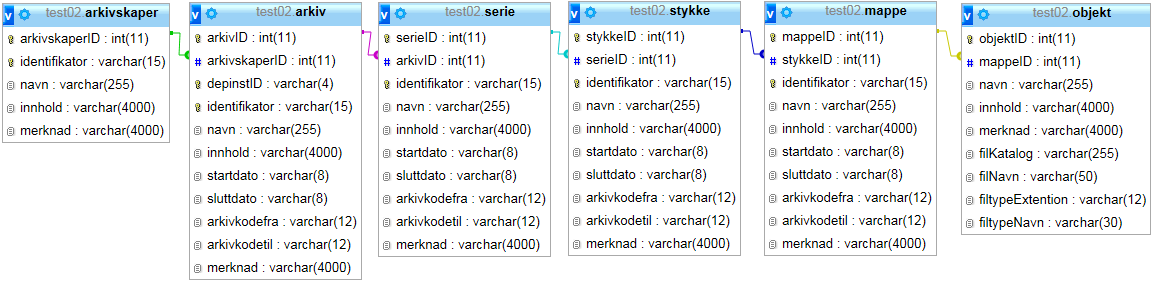 test02.arkivskaper
arkivskaperID : int(11)
identifikator : varchar(15)
navn : varchar(255)
innhold : varchar(4000)
merknad : varchar(4000)
test02.arkiv
arkivID : int(11)
arkivskaperID : int(11)
depinstID : varchar(4)
identifikator : varchar(15)
navn : varchar(255)
innhold : varchar(4000)
startdato : varchar(8)
sluttdato : varchar(8)
arkivkodefra : varchar(12)
arkivkodetil : varchar(12)
merknad : varchar(4000)
test02.serie
serieID : int(11)
arkivID : int(11)
identifikator : varchar(15)
navn : varchar(255)
innhold : varchar(4000)
startdato : varchar(8)
sluttdato : varchar(8)
arkivkodefra : varchar(12)
arkivkodetil : varchar(12)
merknad : varchar(4000)
test02.stykke
stykkeID : int(11)
serieID : int(11)
identifikator : varchar(15)
navn : varchar(255)
innhold : varchar(4000)
startdato : varchar(8)
sluttdato : varchar(8)
arkivkodefra : varchar(12)
arkivkodetil : varchar(12)
merknad : varchar(4000)
test02.mappe
mappeID : int(11)
stykkeID : int(11)
identifikator : varchar(15)
navn : varchar(255)
innhold : varchar(4000)
startdato : varchar(8)
sluttdato : varchar(8)
arkivkodefra : varchar(12)
arkivkodetil : varchar(12)
merknad : varchar(4000)
test02.objekt
objektID : int(11)
mappeID : int(11)
navn : varchar(255)
innhold : varchar(4000)
merknad : varchar(4000)
filKatalog : varchar(255)
filNavn : varchar(50)
filtypeExtention : varchar(12)
filtypeNavn : varchar(30)